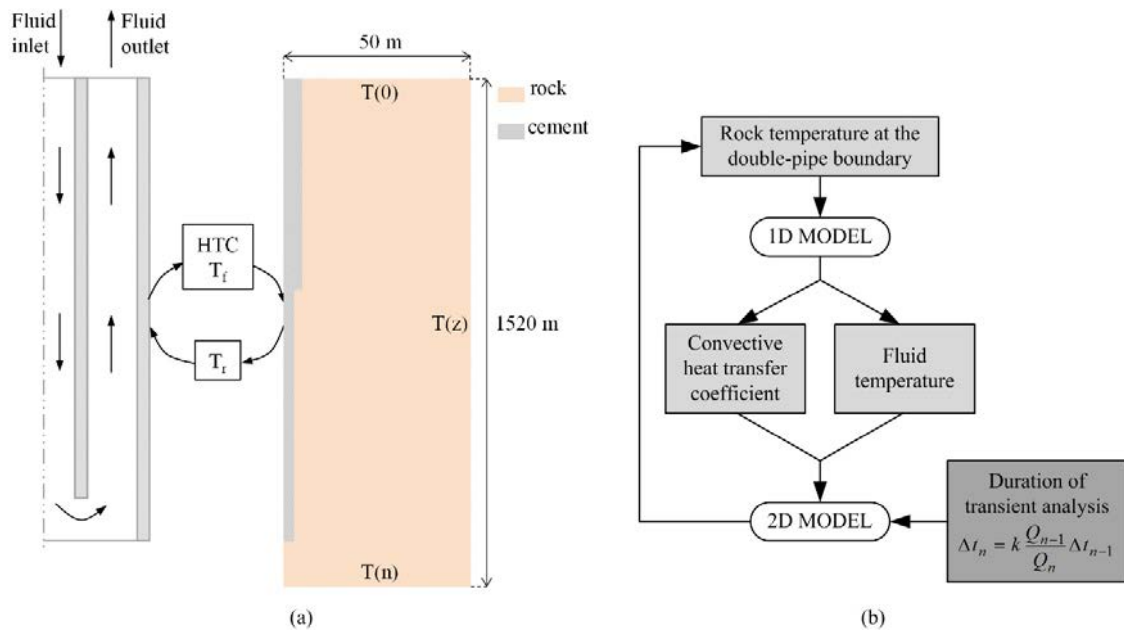 Fluid
inlet
Fluid
outlet
50 m
T(0)
rock
cement
HTC
T_f
T(z)
1520 m
T_r
T(n)
(a)
Rock temperature at the
double-pipe boundary
1D MODEL
Convective
heat transfer
coefficient
Fluid
temperature
2D MODEL
Duration of
transient analysis
Δt_n = k Q_{n-1}/Q_n Δt_{n-1}
(b)